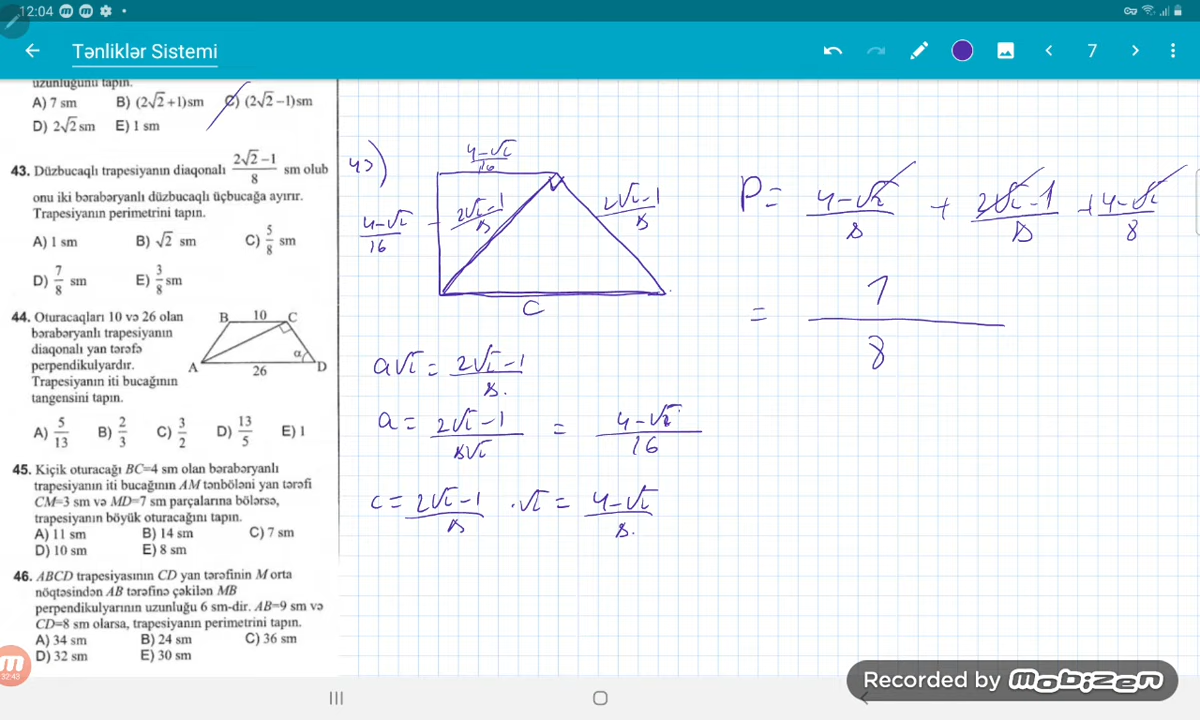 12:04
Tənliklər Sistemi
7
uzunluğunu tapın.
A) 7 sm B) (2√2+1)sm C) (2√2−1)sm
D) 2√2 sm E) 1 sm
43. Düzbucaqlı trapesiyanın diaqonalı (2√2−1)/8 sm olub
onu iki bərabəryanlı düzbucaqlı üçbucağa ayırır.
Trapesiyanın perimetrini tapın.
A) 1 sm B) √2 sm C) 5/8 sm
D) 7/8 sm E) 3/8 sm
44. Oturacaqları 10 və 26 olan
bərabəryanlı trapesiyanın
diaqonalı yan tərəfə
perpendikulyardır.
Trapesiyanın iti bucağının
tangensini tapın.
B 10 C
A 26 α D
A) 5/13 B) 2/3 C) 3/2 D) 13/5 E) 1
45. Kiçik oturacağı BC=4 sm olan bərabəryanlı
trapesiyanın iti bucağının AM tənböləni yan tərəfi
CM=3 sm və MD=7 sm parçalarına bölərsə,
trapesiyanın böyük oturacağını tapın.
A) 11 sm B) 14 sm C) 7 sm
D) 10 sm E) 8 sm
46. ABCD trapesiyasının CD yan tərəfinin M orta
nöqtəsindən AB tərəfinə çəkilən MB
perpendikulyarının uzunluğu 6 sm-dir. AB=9 sm və
CD=8 sm olarsa, trapesiyanın perimetrini tapın.
A) 34 sm B) 24 sm C) 36 sm
D) 32 sm E) 30 sm
32:43
(4−√2)/16
(4−√2)/16
(2√2−1)/8
(2√2−1)/8
C
a√2 = (2√2−1)/8.
a = (2√2−1)/8√2 = (4−√2)/16
c = (2√2−1)/8 ·√2 = (4−√2)/8.
P = (4−√2)/8 + (2√2−1)/8 + (4−√2)/8
= 7/8
Recorded by mobizen